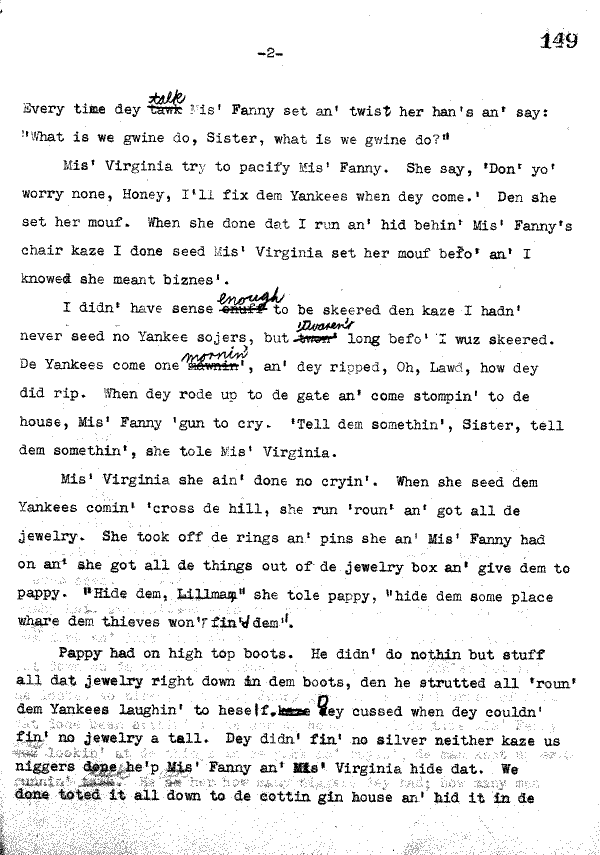 149
-2-
talk
Every time dey tawk Mis' Fanny set an' twist her han's an' say:
"What is we gwine do, Sister, what is we gwine do?"
Mis' Virginia try to pacify Mis' Fanny. She say, 'Don' yo'
worry none, Honey, I'll fix dem Yankees when dey come.' Den she
set her mouf. When she done dat I run an' hid behin' Mis' Fanny's
chair kaze I done seed Mis' Virginia set her mouf befo' an' I
knowed she meant biznes'.
enough
I didn' have sense enuff to be skeered den kaze I hadn'
twaren't
never seed no Yankee sojers, but twon' long befo' I wuz skeered.
mornin'
De Yankees come one mawnin', an' dey ripped, Oh, Lawd, how dey
did rip. When dey rode up to de gate an' come stompin' to de
house, Mis' Fanny 'gun to cry. 'Tell dem somethin', Sister, tell
dem somethin', she tole Mis' Virginia.
Mis' Virginia she ain' done no cryin'. When she seed dem
Yankees comin' 'cross de hill, she run 'roun' an' got all de
jewelry. She took off de rings an' pins she an' Mis' Fanny had
on an' she got all de things out of de jewelry box an' give dem to
pappy. "Hide dem, Lillmam" she tole pappy, "hide dem some place
whare dem thieves won't fin' dem".
Pappy had on high top boots. He didn' do nothin but stuff
all dat jewelry right down in dem boots, den he strutted all 'roun'
dem Yankees laughin' to heself. kaze Dey cussed when dey couldn'
fin' no jewelry a tall. Dey didn' fin' no silver neither kaze us
niggers done he'p Mis' Fanny an' Mis' Virginia hide dat. We
done toted it all down to de cottin gin house an' hid it in de